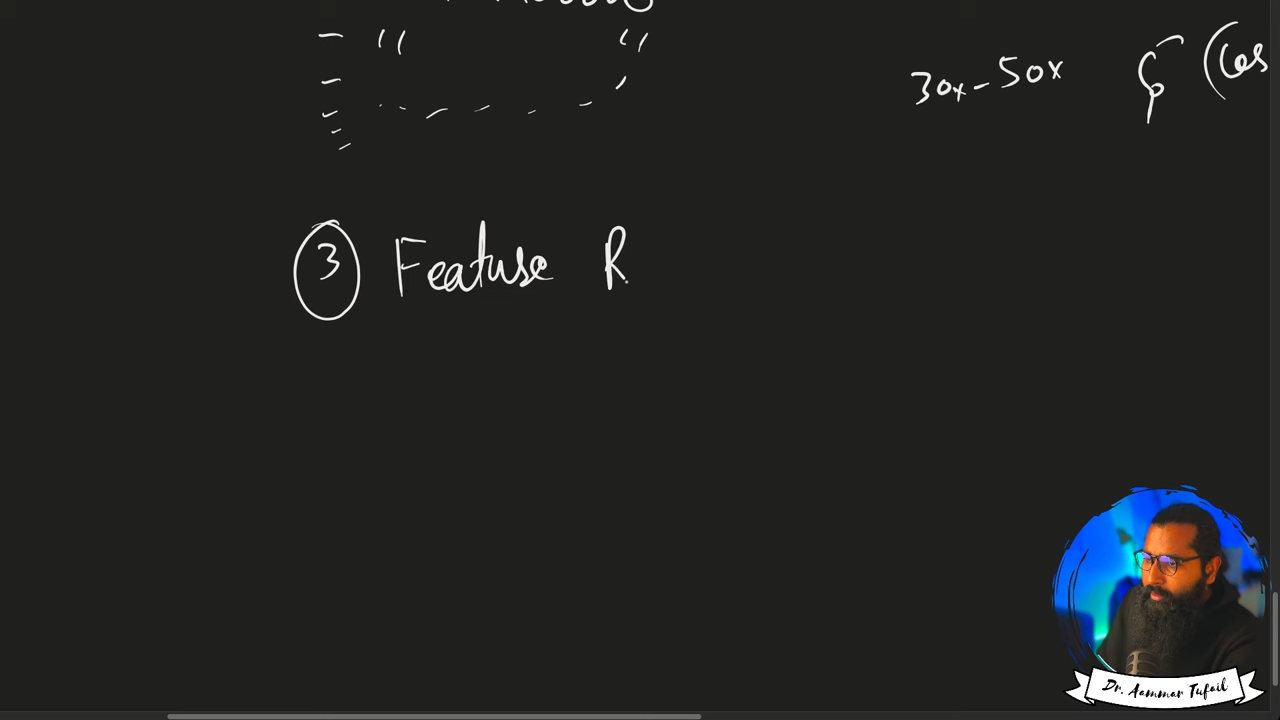 30x - 50x
③ Feature R
Dr. Aammar Tufail